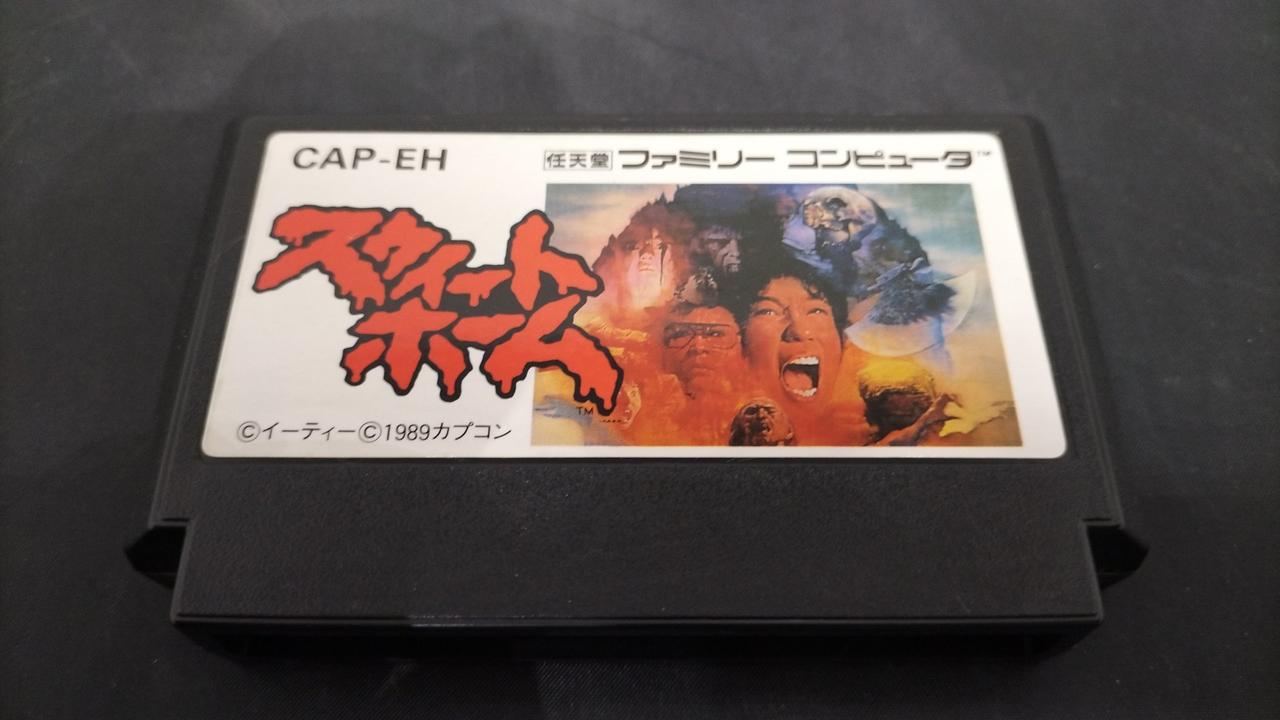 CAP-EH
任天堂 ファミリー コンピュータ™
スウィート
ホーム
TM
©イーティー©1989カプコン